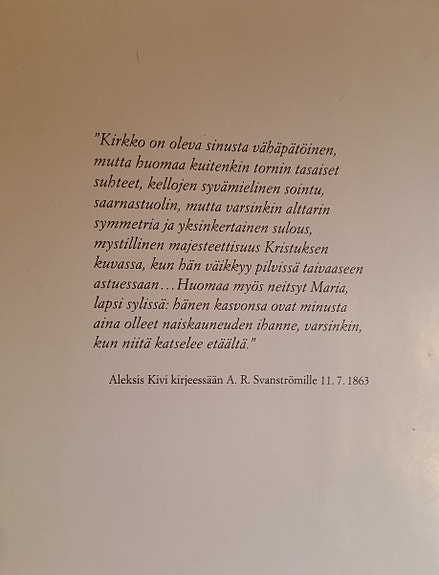 ”Kirkko on oleva sinusta vähäpätöinen,
mutta huomaa kuitenkin tornin tasaiset
suhteet, kellojen syvämielinen sointu,
saarnastuolin, mutta varsinkin alttarin
symmetria ja yksinkertainen sulous,
mystillinen majesteettisuus Kristuksen
kuvassa, kun hän väikkyy pilvissä taivaaseen
astuessaan...Huomaa myös neitsyt Maria,
lapsi sylissä: hänen kasvonsa ovat minusta
aina olleet naiskauneuden ihanne, varsinkin,
kun niitä katselee etäältä.”
Aleksis Kivi kirjeessään A. R. Svanströmille 11. 7. 1863